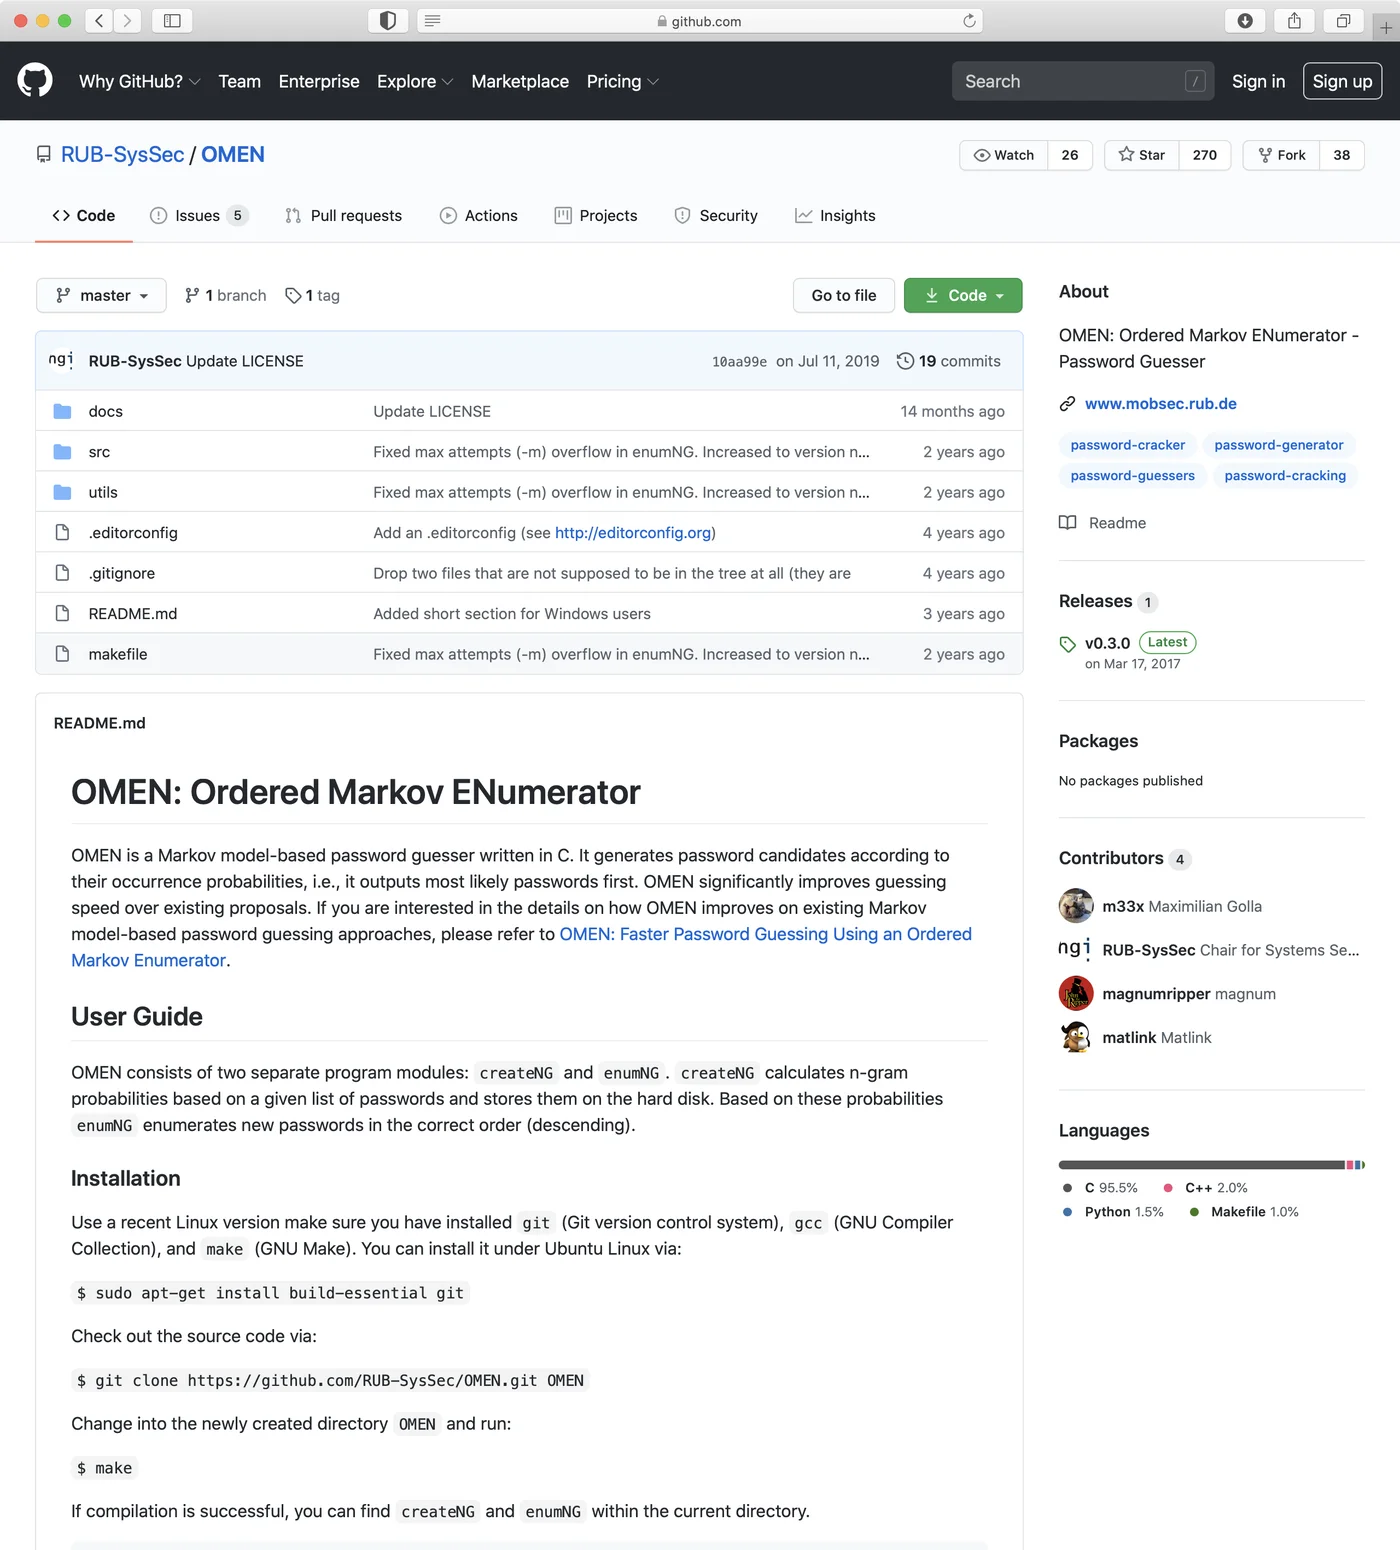 github.com
Why GitHub? Team Enterprise Explore Marketplace Pricing Search / Sign in Sign up
RUB-SysSec / OMEN Watch 26 Star 270 Fork 38
Code Issues 5 Pull requests Actions Projects Security Insights
master 1 branch 1 tag Go to file Code
RUB-SysSec Update LICENSE 10aa99e on Jul 11, 2019 19 commits
docs Update LICENSE 14 months ago
src Fixed max attempts (-m) overflow in enumNG. Increased to version n... 2 years ago
utils Fixed max attempts (-m) overflow in enumNG. Increased to version n... 2 years ago
.editorconfig Add an .editorconfig (see http://editorconfig.org) 4 years ago
.gitignore Drop two files that are not supposed to be in the tree at all (they are 4 years ago
README.md Added short section for Windows users 3 years ago
makefile Fixed max attempts (-m) overflow in enumNG. Increased to version n... 2 years ago
README.md
OMEN: Ordered Markov ENumerator
OMEN is a Markov model-based password guesser written in C. It generates password candidates according to
their occurrence probabilities, i.e., it outputs most likely passwords first. OMEN significantly improves guessing
speed over existing proposals. If you are interested in the details on how OMEN improves on existing Markov
model-based password guessing approaches, please refer to OMEN: Faster Password Guessing Using an Ordered
Markov Enumerator.
User Guide
OMEN consists of two separate program modules: createNG and enumNG. createNG calculates n-gram
probabilities based on a given list of passwords and stores them on the hard disk. Based on these probabilities
enumNG enumerates new passwords in the correct order (descending).
Installation
Use a recent Linux version make sure you have installed git (Git version control system), gcc (GNU Compiler
Collection), and make (GNU Make). You can install it under Ubuntu Linux via:
$ sudo apt-get install build-essential git
Check out the source code via:
$ git clone https://github.com/RUB-SysSec/OMEN.git OMEN
Change into the newly created directory OMEN and run:
$ make
If compilation is successful, you can find createNG and enumNG within the current directory.
About
OMEN: Ordered Markov ENumerator -
Password Guesser
www.mobsec.rub.de
password-cracker password-generator
password-guessers password-cracking
Readme
Releases 1
v0.3.0 Latest
on Mar 17, 2017
Packages
No packages published
Contributors 4
m33x Maximilian Golla
RUB-SysSec Chair for Systems Se...
magnumripper magnum
matlink Matlink
Languages
C 95.5% C++ 2.0%
Python 1.5% Makefile 1.0%